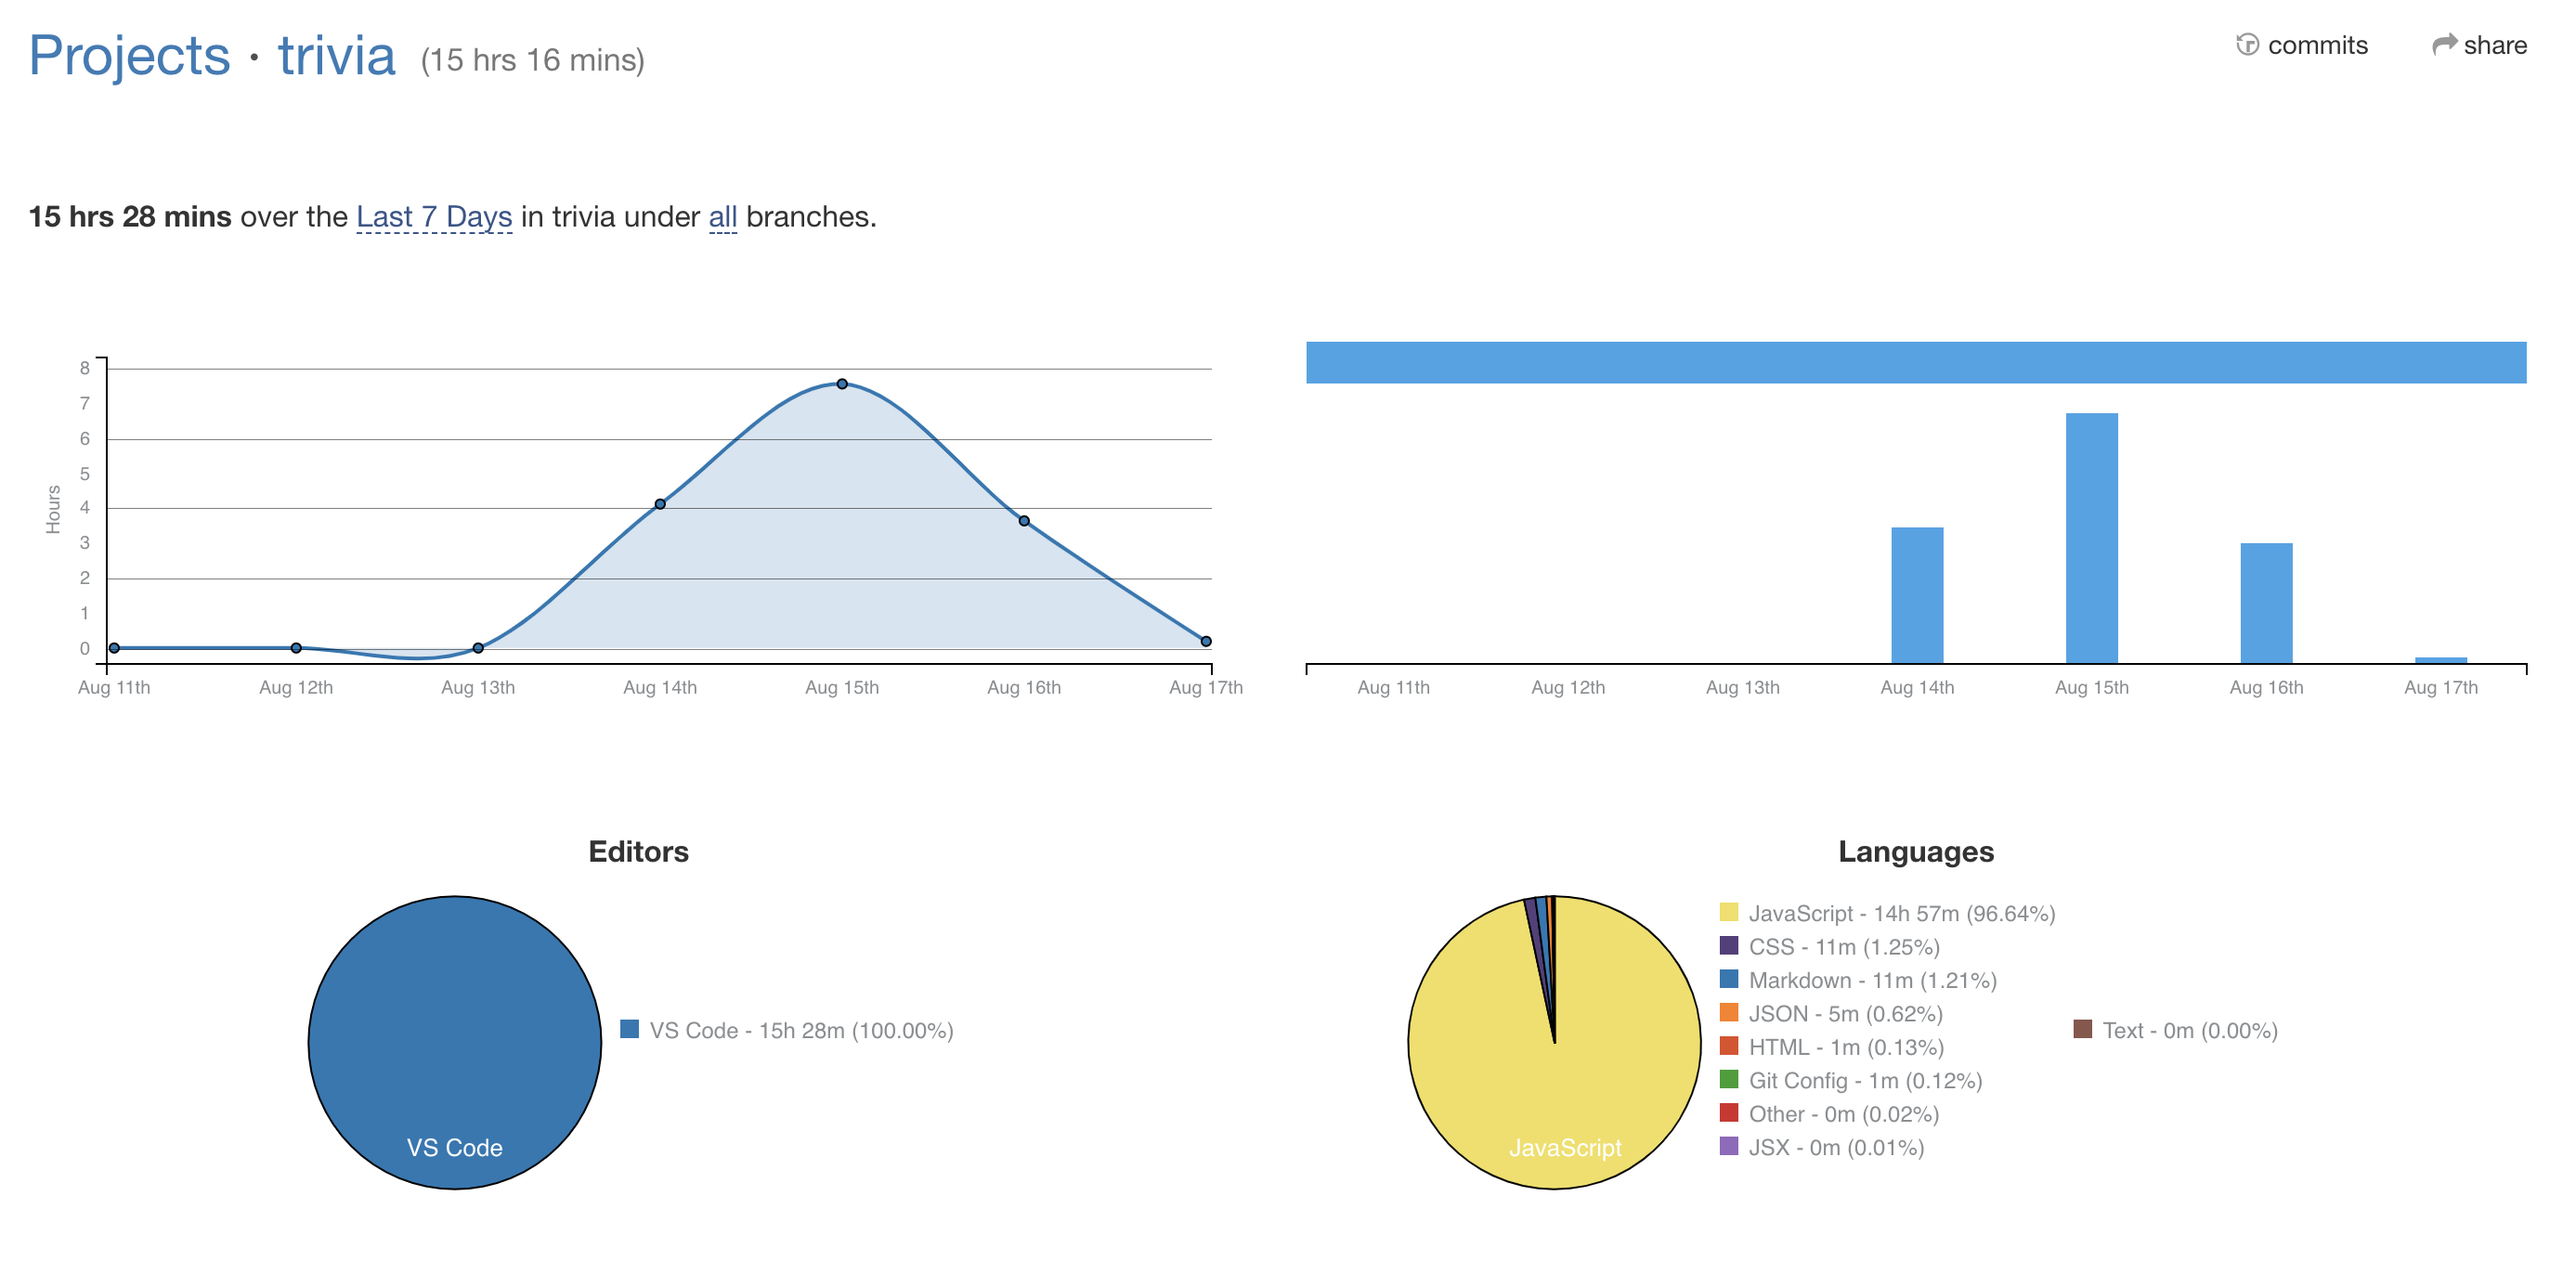 Projects · trivia (15 hrs 16 mins)
commits
share
15 hrs 28 mins over the Last 7 Days in trivia under all branches.
Hours
8
7
6
5
4
3
2
1
0
Aug 11th
Aug 12th
Aug 13th
Aug 14th
Aug 15th
Aug 16th
Aug 17th
Aug 11th
Aug 12th
Aug 13th
Aug 14th
Aug 15th
Aug 16th
Aug 17th
Editors
VS Code
VS Code - 15h 28m (100.00%)
Languages
JavaScript
JavaScript - 14h 57m (96.64%)
CSS - 11m (1.25%)
Markdown - 11m (1.21%)
JSON - 5m (0.62%)
HTML - 1m (0.13%)
Git Config - 1m (0.12%)
Other - 0m (0.02%)
JSX - 0m (0.01%)
Text - 0m (0.00%)